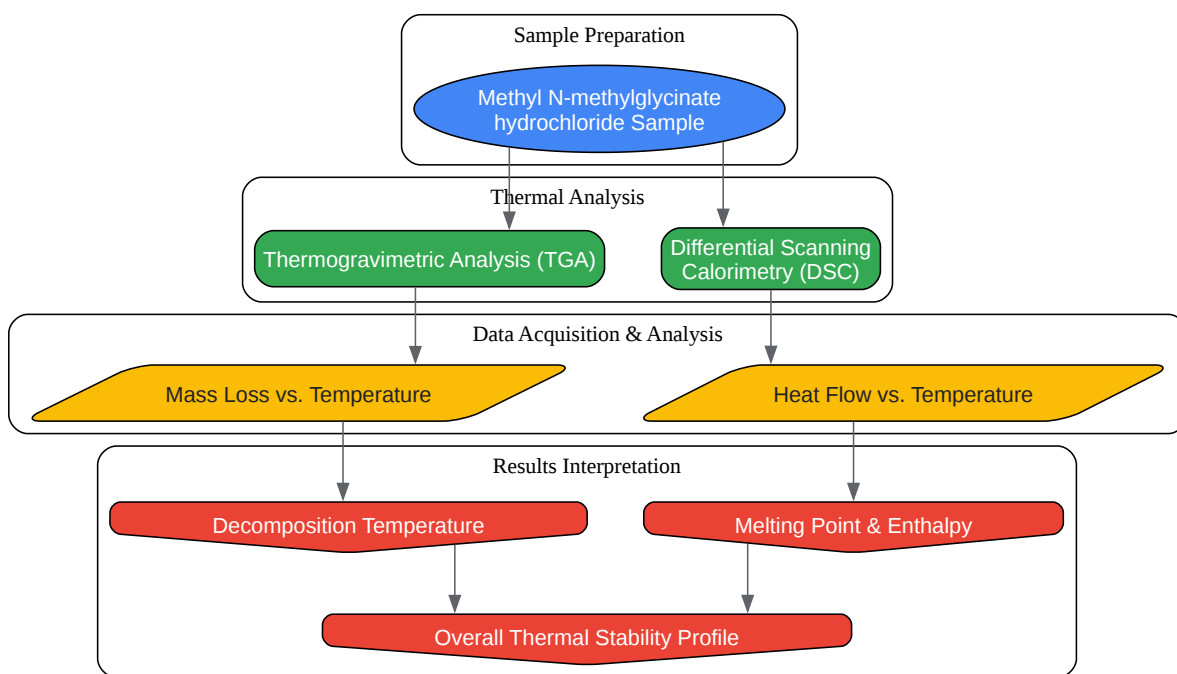 Sample Preparation
Methyl N-methylglycinate
hydrochloride Sample
Thermal Analysis
Thermogravimetric Analysis (TGA)
Differential Scanning
Calorimetry (DSC)
Data Acquisition & Analysis
Mass Loss vs. Temperature
Heat Flow vs. Temperature
Results Interpretation
Decomposition Temperature
Melting Point & Enthalpy
Overall Thermal Stability Profile